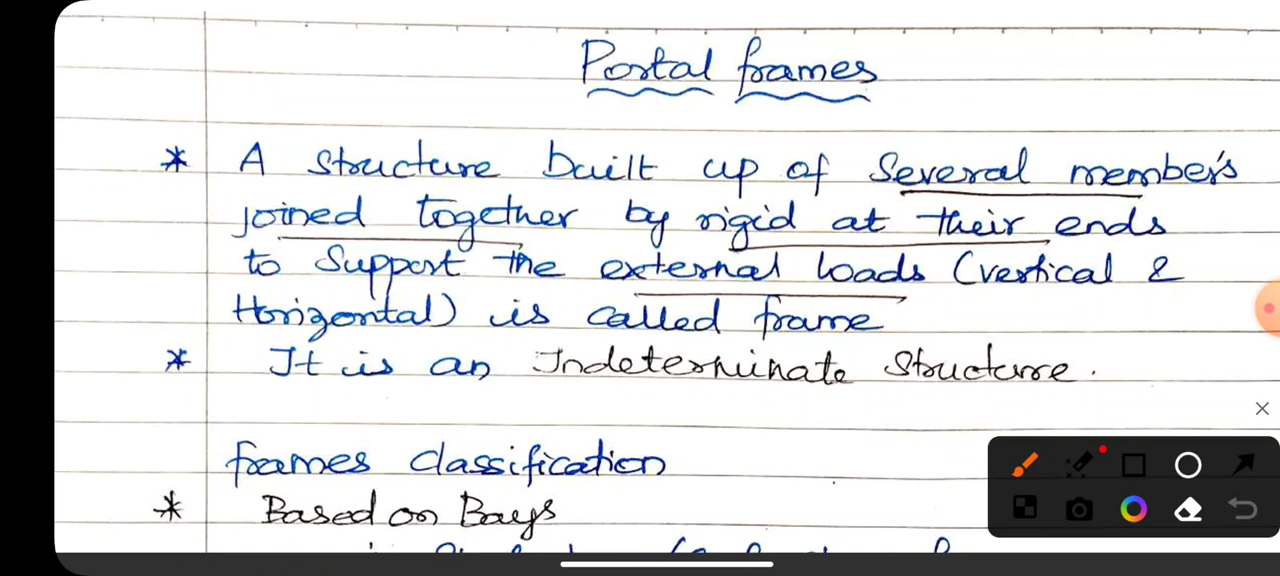 Portal frames
* A structure built up of several members
joined together by rigid at their ends
to support the external loads (vertical &
Horizontal) is called frame
* It is an Indeterminate Structure.
frames classification
* Based on Bays